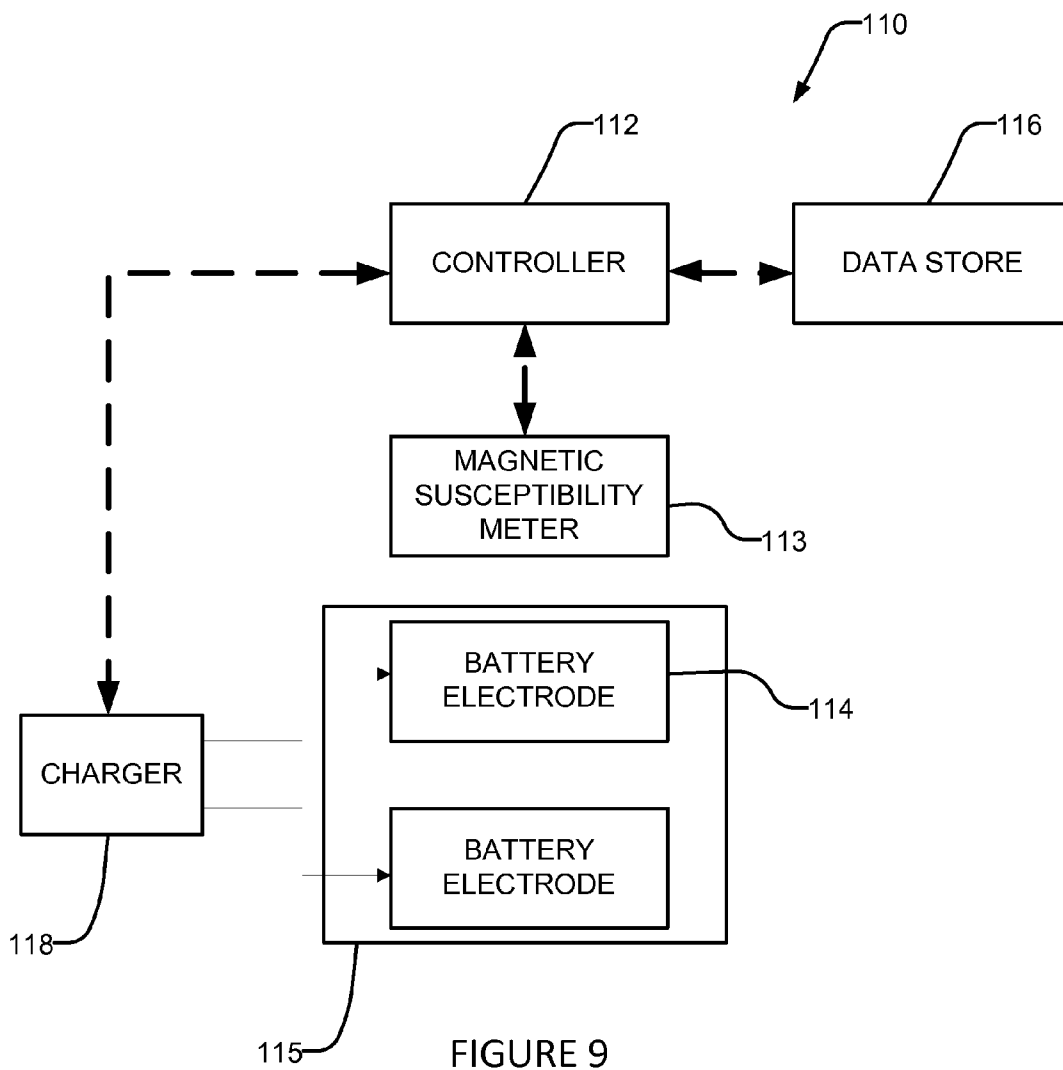 110
112
116
CONTROLLER
DATA STORE
MAGNETIC
SUSCEPTIBILITY
METER
113
BATTERY
ELECTRODE
114
CHARGER
BATTERY
ELECTRODE
118
115
FIGURE 9